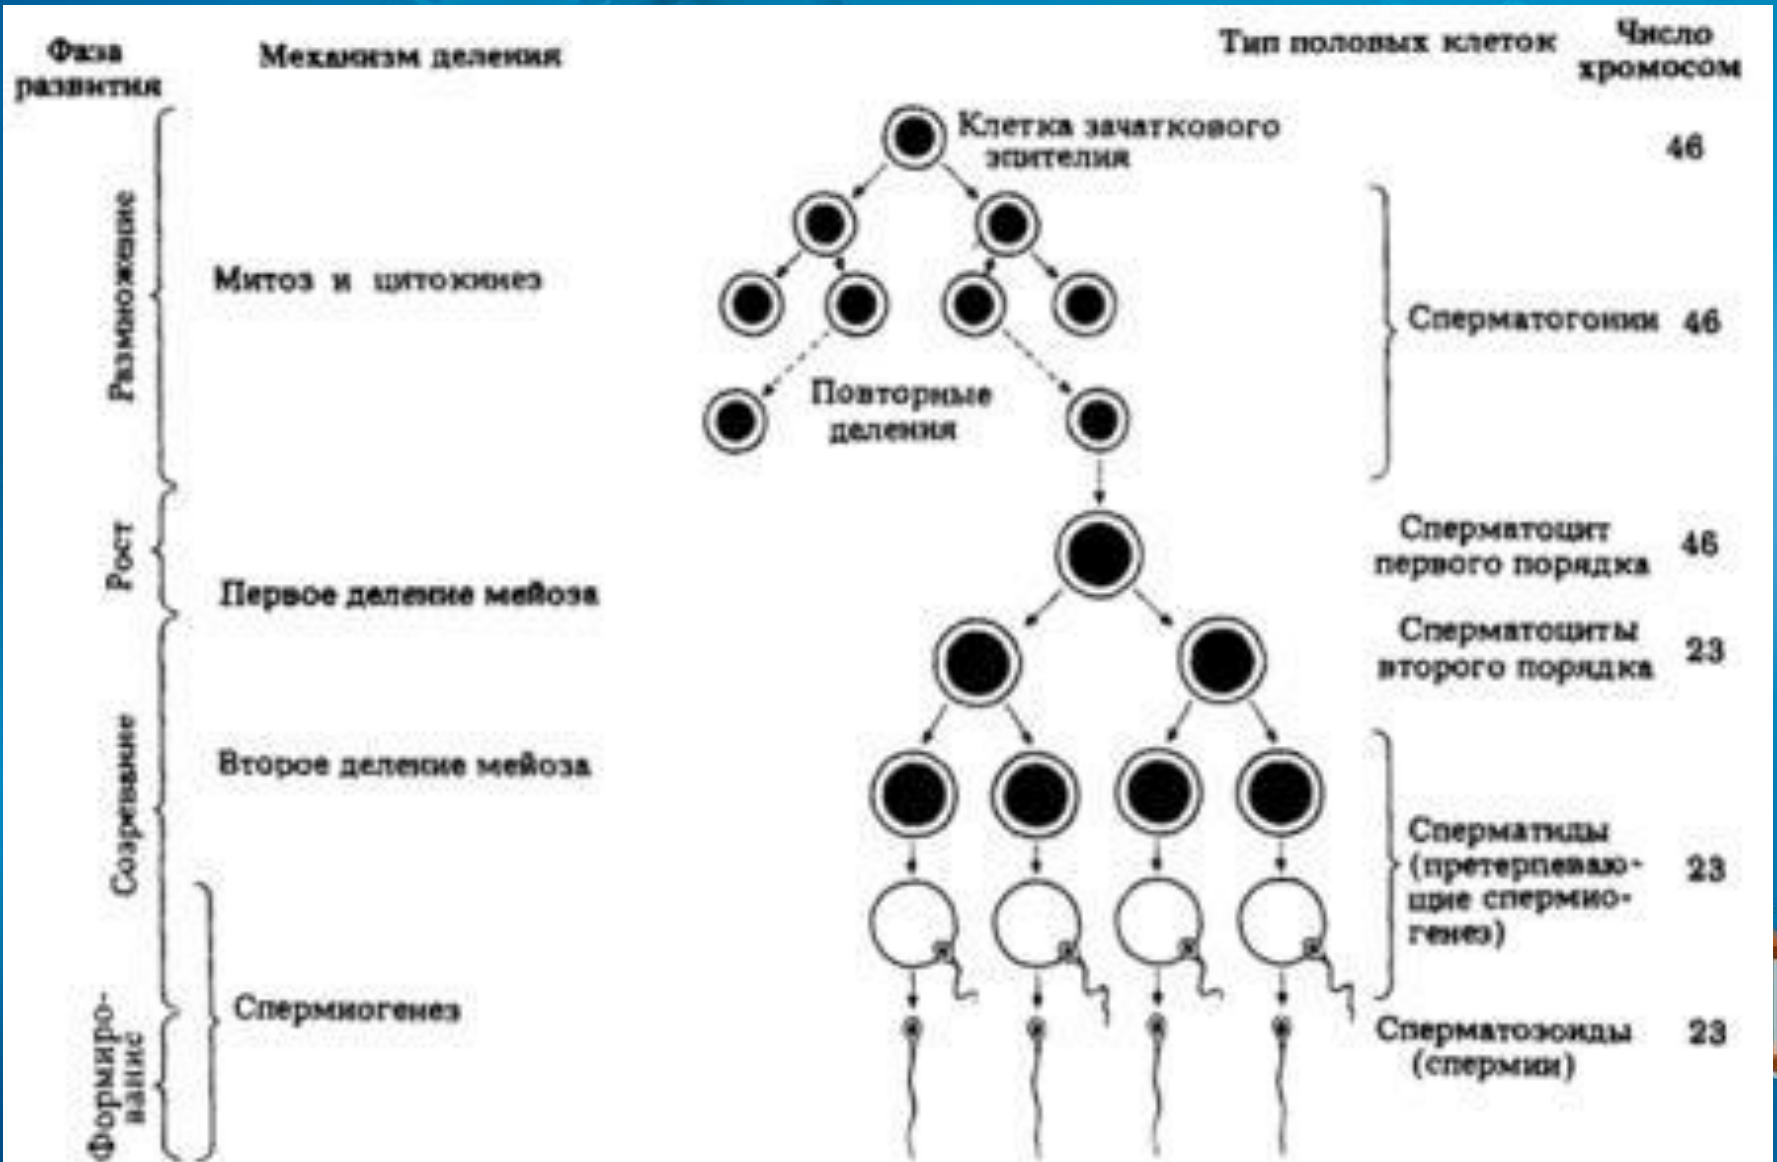 Фаза
развития
Механизм деления
Тип половых клеток
Число
хромосом
Клетка зачаткового
эпителия
46
Размножение
Митоз и цитокинез
Сперматогонии 46
Повторные
деления
Рост
Сперматоцит
первого порядка
46
Первое деление мейоза
Сперматоциты
второго порядка
23
Созревание
Второе деление мейоза
Сперматиды
(претерпеваю-
щие спермио-
генез)
23
Формиро-
вание
Спермиогенез
Сперматозоиды
(спермии)
23